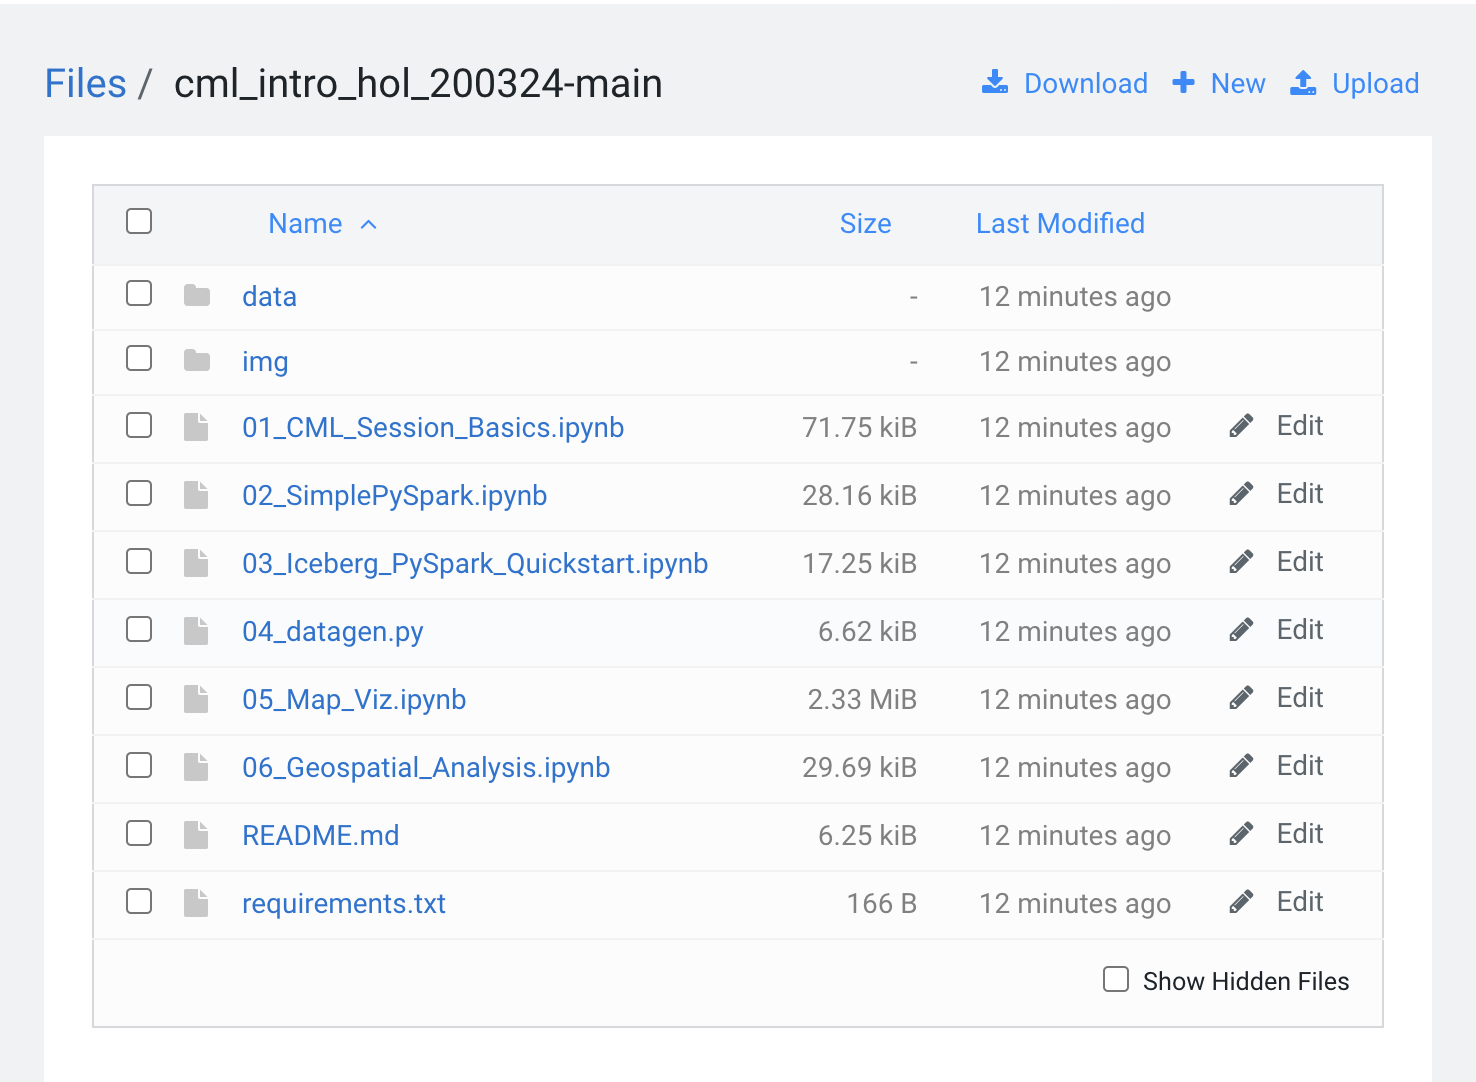 Files / cml_intro_hol_200324-main Download New Upload
Name Size Last Modified
data - 12 minutes ago
img - 12 minutes ago
01_CML_Session_Basics.ipynb 71.75 kiB 12 minutes ago Edit
02_SimplePySpark.ipynb 28.16 kiB 12 minutes ago Edit
03_Iceberg_PySpark_Quickstart.ipynb 17.25 kiB 12 minutes ago Edit
04_datagen.py 6.62 kiB 12 minutes ago Edit
05_Map_Viz.ipynb 2.33 MiB 12 minutes ago Edit
06_Geospatial_Analysis.ipynb 29.69 kiB 12 minutes ago Edit
README.md 6.25 kiB 12 minutes ago Edit
requirements.txt 166 B 12 minutes ago Edit
Show Hidden Files